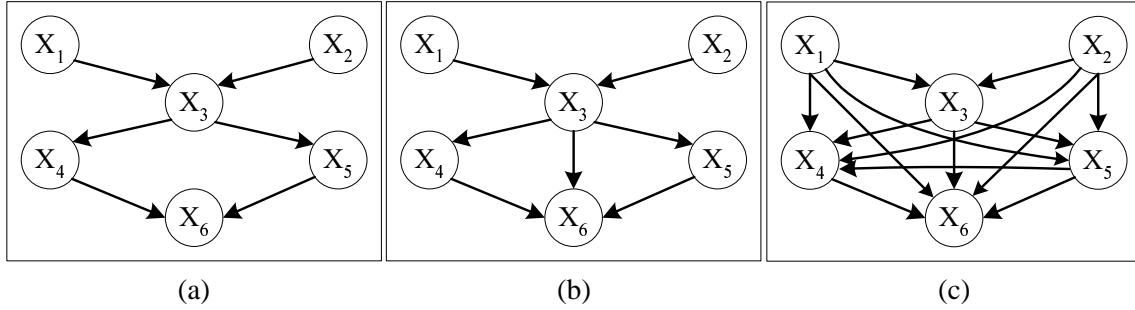 X1 X2 X1 X2 X1 X2
X3 X3 X3
X4 X5 X4 X5 X4 X5
X6 X6 X6
(a) (b) (c)